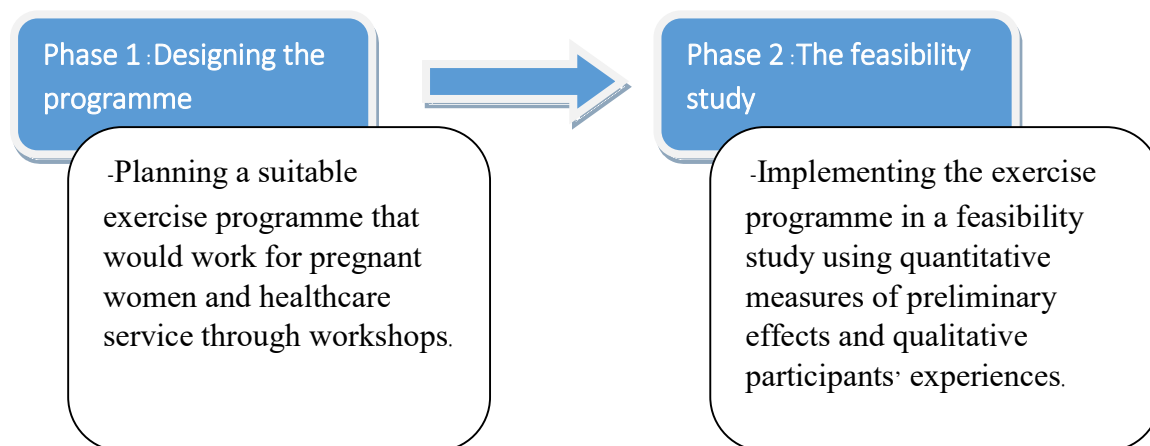 Phase 1 :Designing the
programme
-Planning a suitable
exercise programme that
would work for pregnant
women and healthcare
service through workshops.
Phase 2 :The feasibility
study
-Implementing the exercise
programme in a feasibility
study using quantitative
measures of preliminary
effects and qualitative
participants’ experiences.